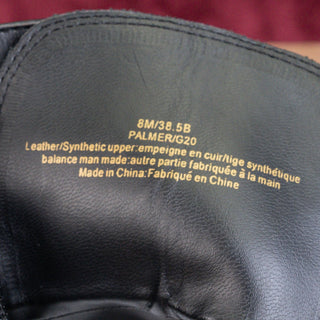 8M/38.5B
PALMER/G20
Leather/Synthetic upper:empeigne en cuir/tige synthétique
balance man made:autre partie fabriquée à la main
Made in China:Fabriqué en Chine